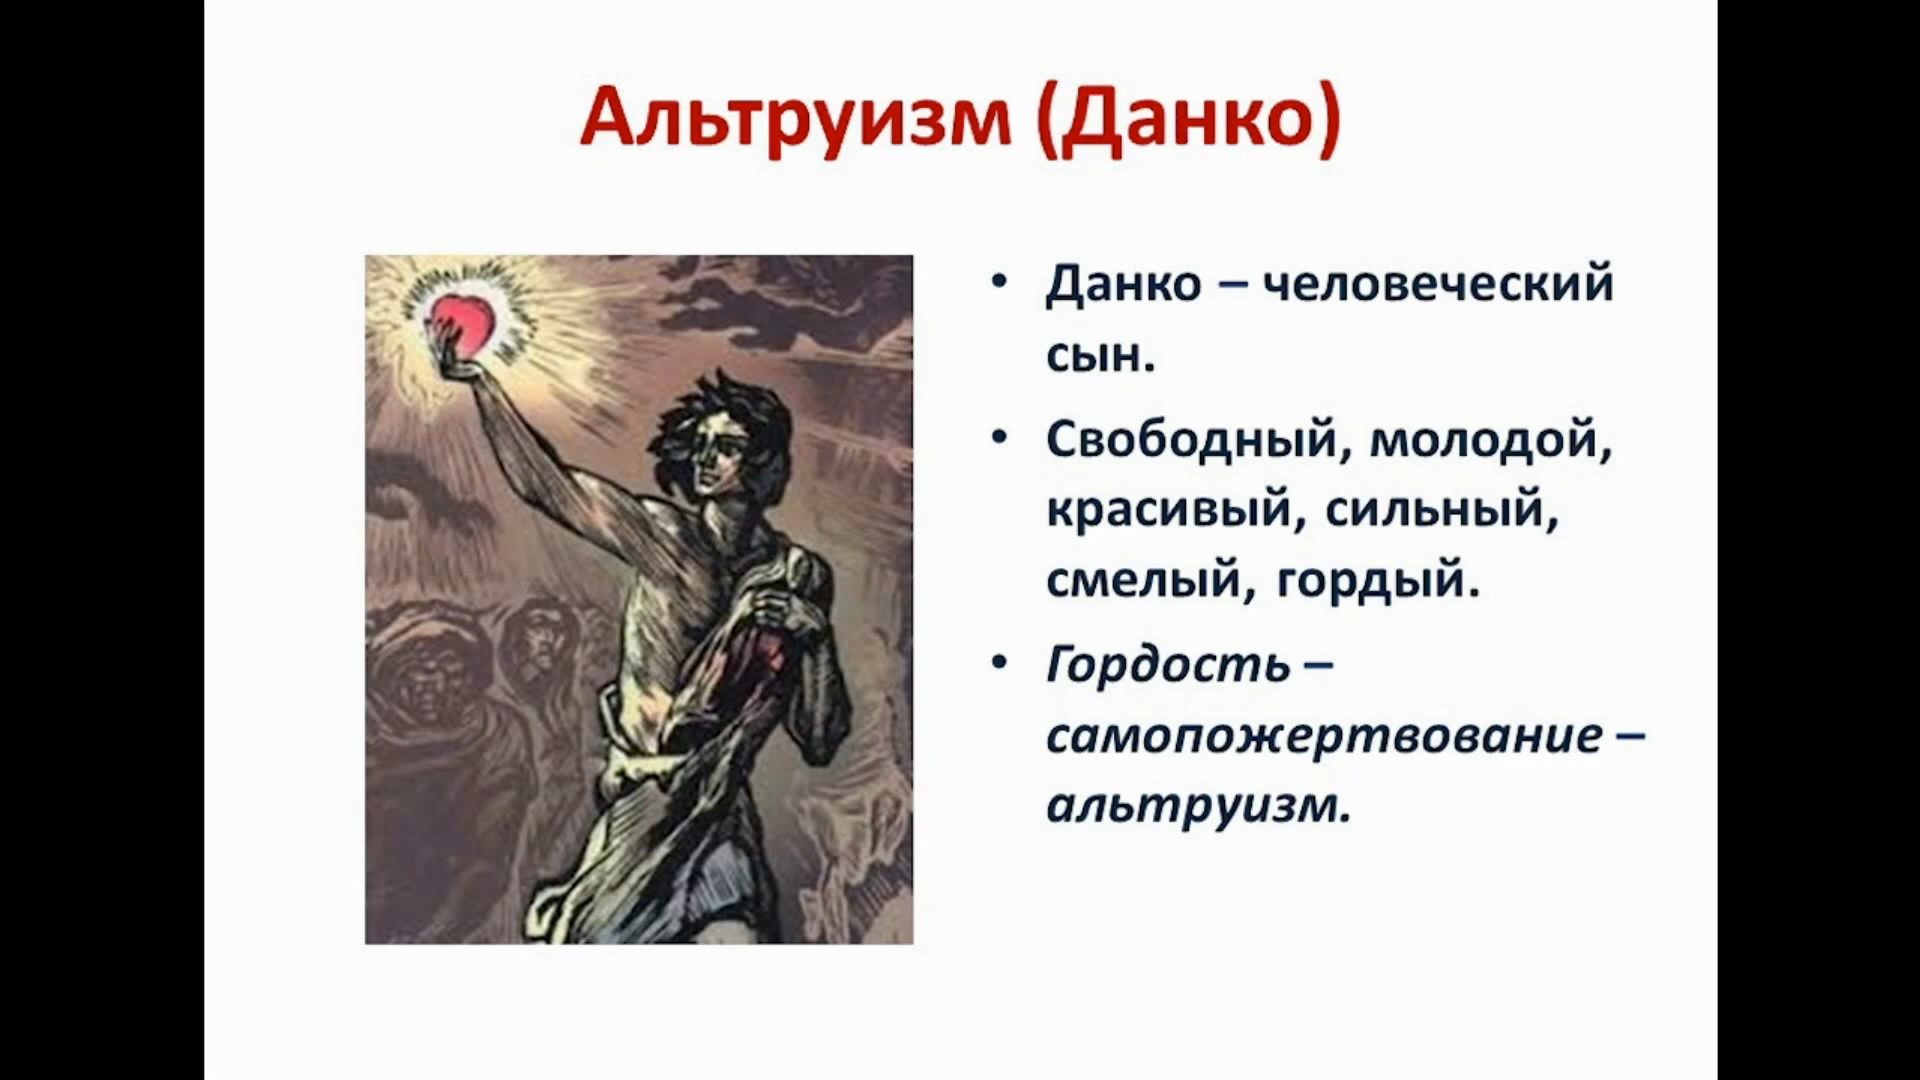 Альтруизм (Данко)
• Данко – человеческий
сын.
• Свободный, молодой,
красивый, сильный,
смелый, гордый.
• Гордость –
самопожертвование –
альтруизм.